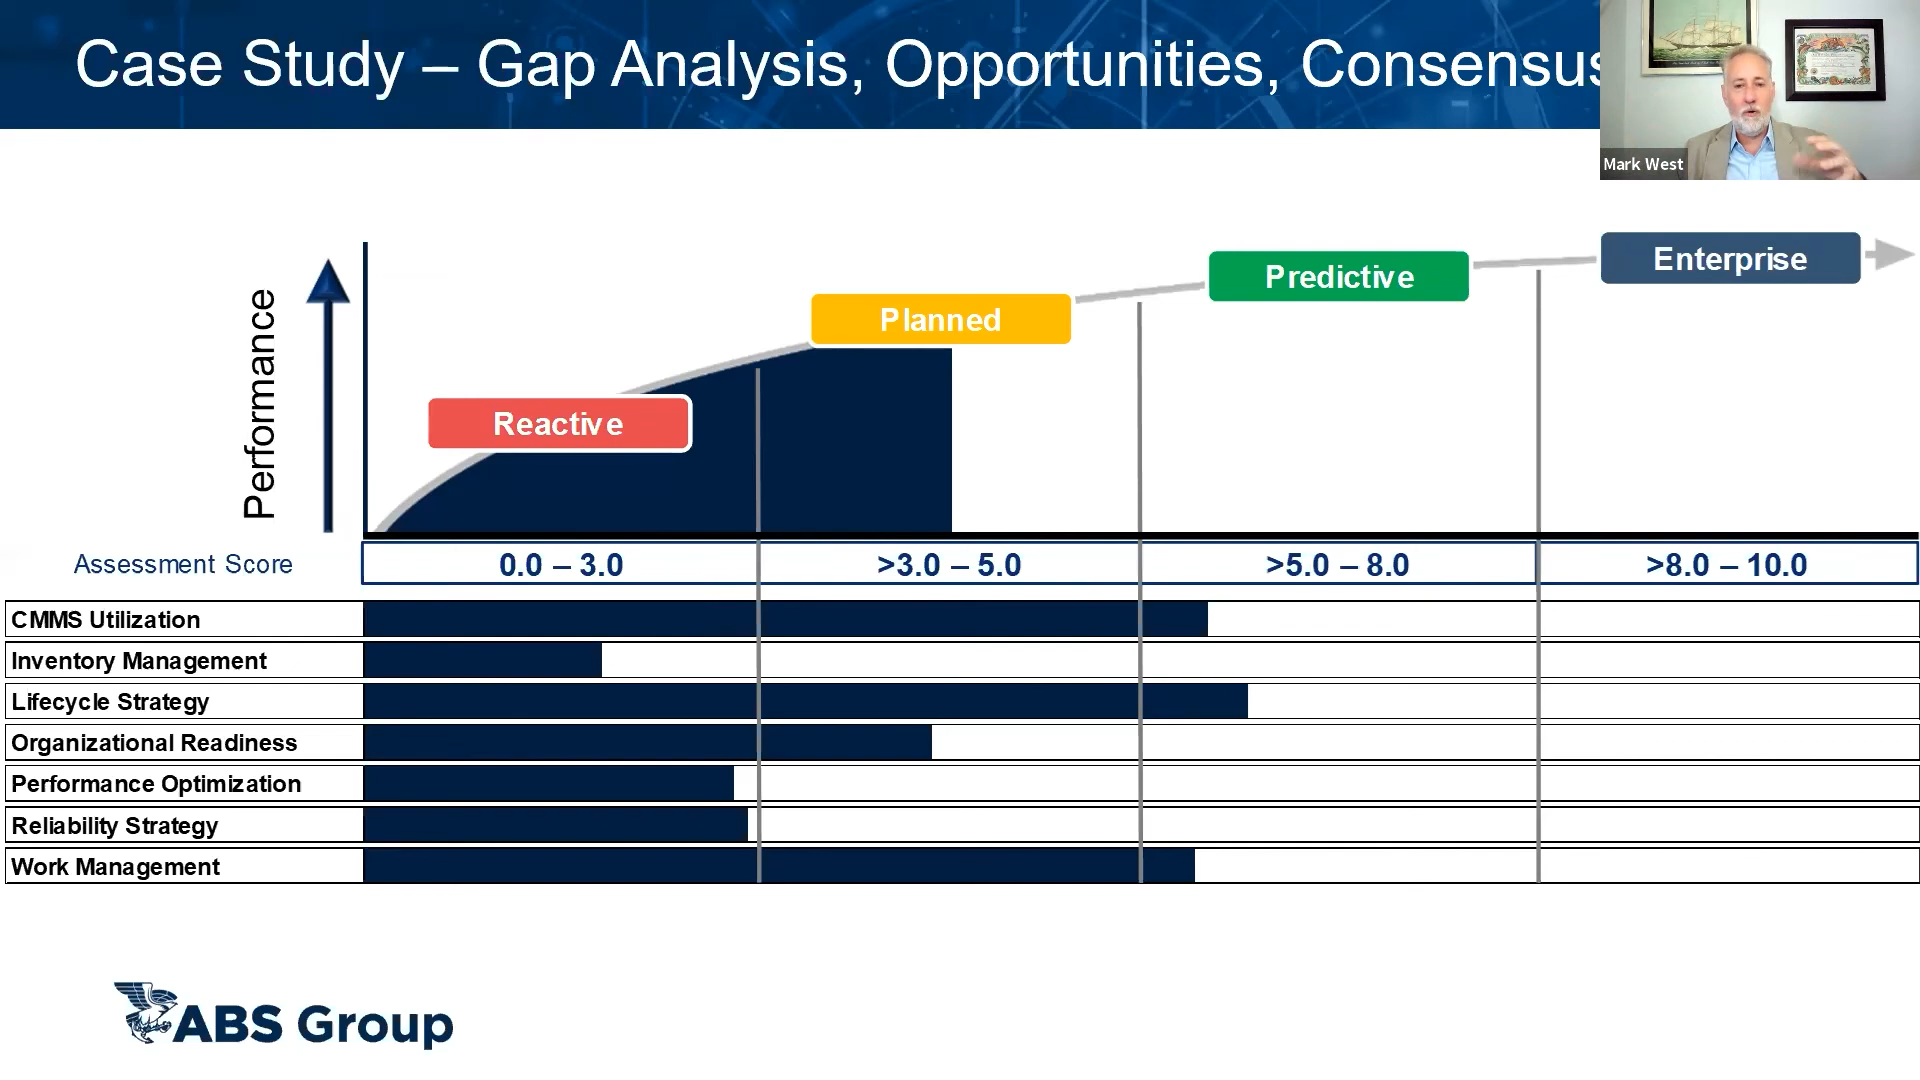 Case Study – Gap Analysis, Opportunities, Consensus
Mark West
Performance
Reactive
Planned
Predictive
Enterprise
Assessment Score
0.0 – 3.0
>3.0 – 5.0
>5.0 – 8.0
>8.0 – 10.0
CMMS Utilization
Inventory Management
Lifecycle Strategy
Organizational Readiness
Performance Optimization
Reliability Strategy
Work Management
ABS Group